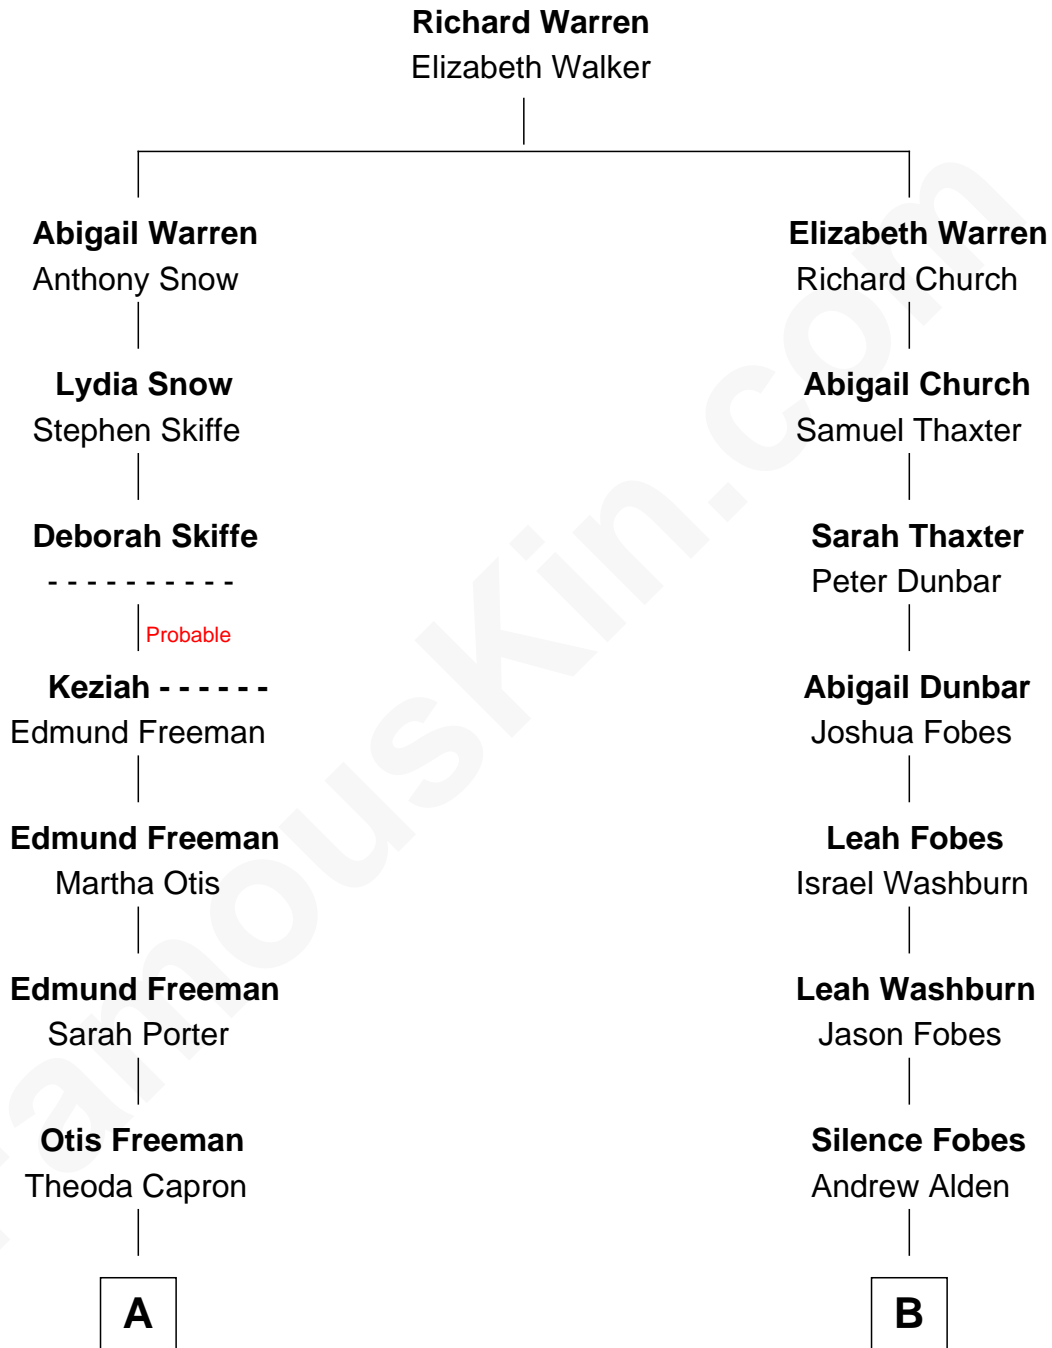 Richard Warren
Elizabeth Walker
Abigail Warren
Anthony Snow
Elizabeth Warren
Richard Church
Lydia Snow
Stephen Skiffe
Abigail Church
Samuel Thaxter
Deborah Skiffe
- - - - - - - - - -
Sarah Thaxter
Peter Dunbar
Probable
Keziah - - - - - -
Edmund Freeman
Abigail Dunbar
Joshua Fobes
Edmund Freeman
Martha Otis
Leah Fobes
Israel Washburn
Edmund Freeman
Sarah Porter
Leah Washburn
Jason Fobes
Otis Freeman
Theoda Capron
Silence Fobes
Andrew Alden
A
B
FamousKin.com